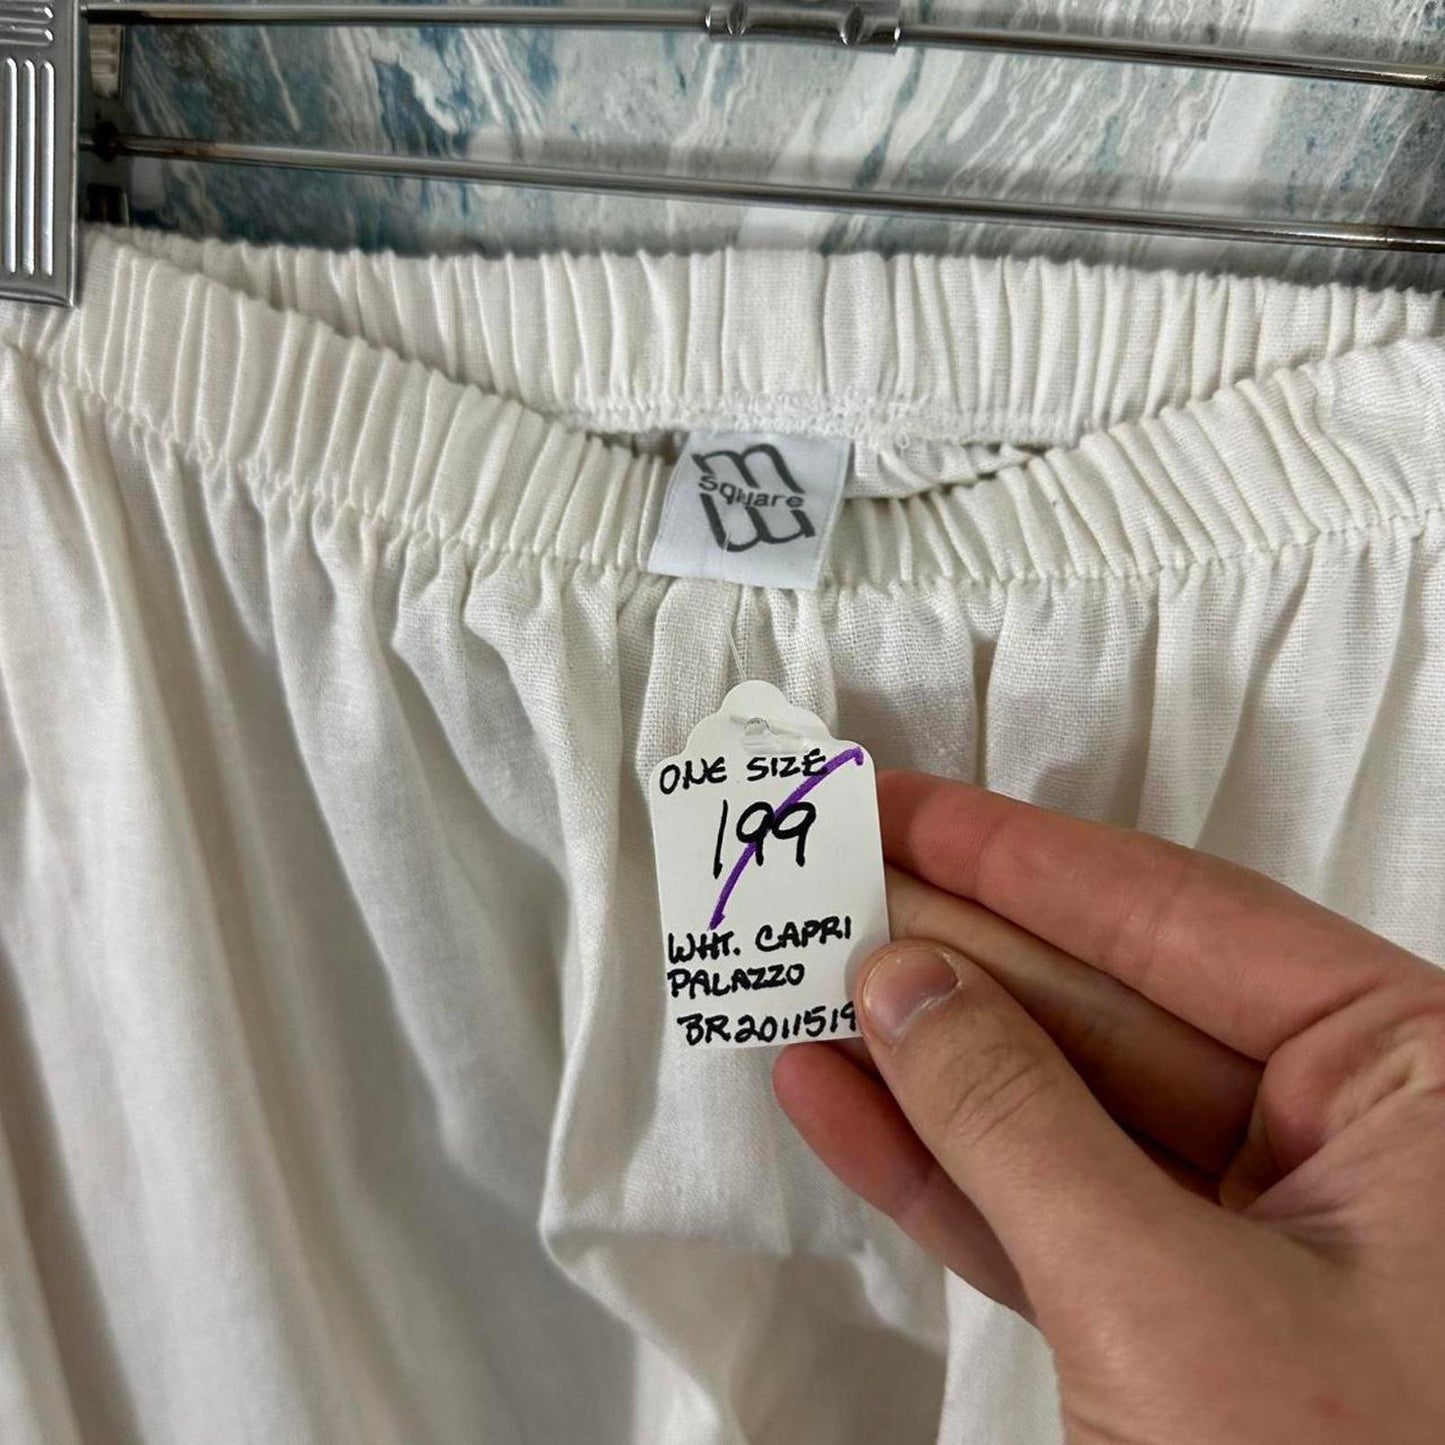 m
square
m
ONE SIZE
199
WHT. CAPRI
PALAZZO
BR2011519